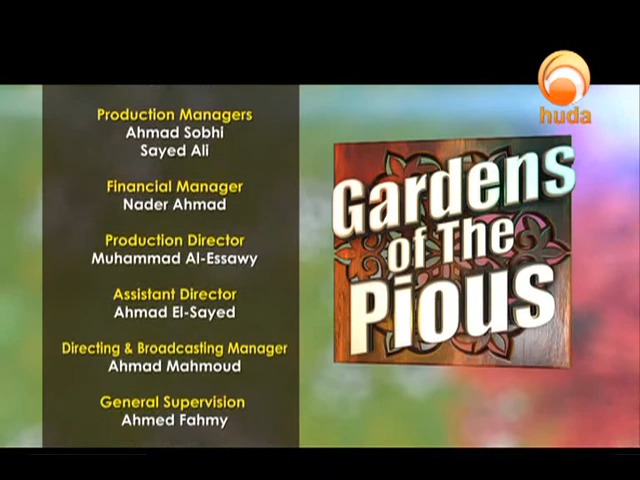 huda
Production Managers
Ahmad Sobhi
Sayed Ali
Financial Manager
Nader Ahmad
Production Director
Muhammad Al-Essawy
Assistant Director
Ahmad El-Sayed
Directing & Broadcasting Manager
Ahmad Mahmoud
General Supervision
Ahmed Fahmy
Gardens
of The
Pious